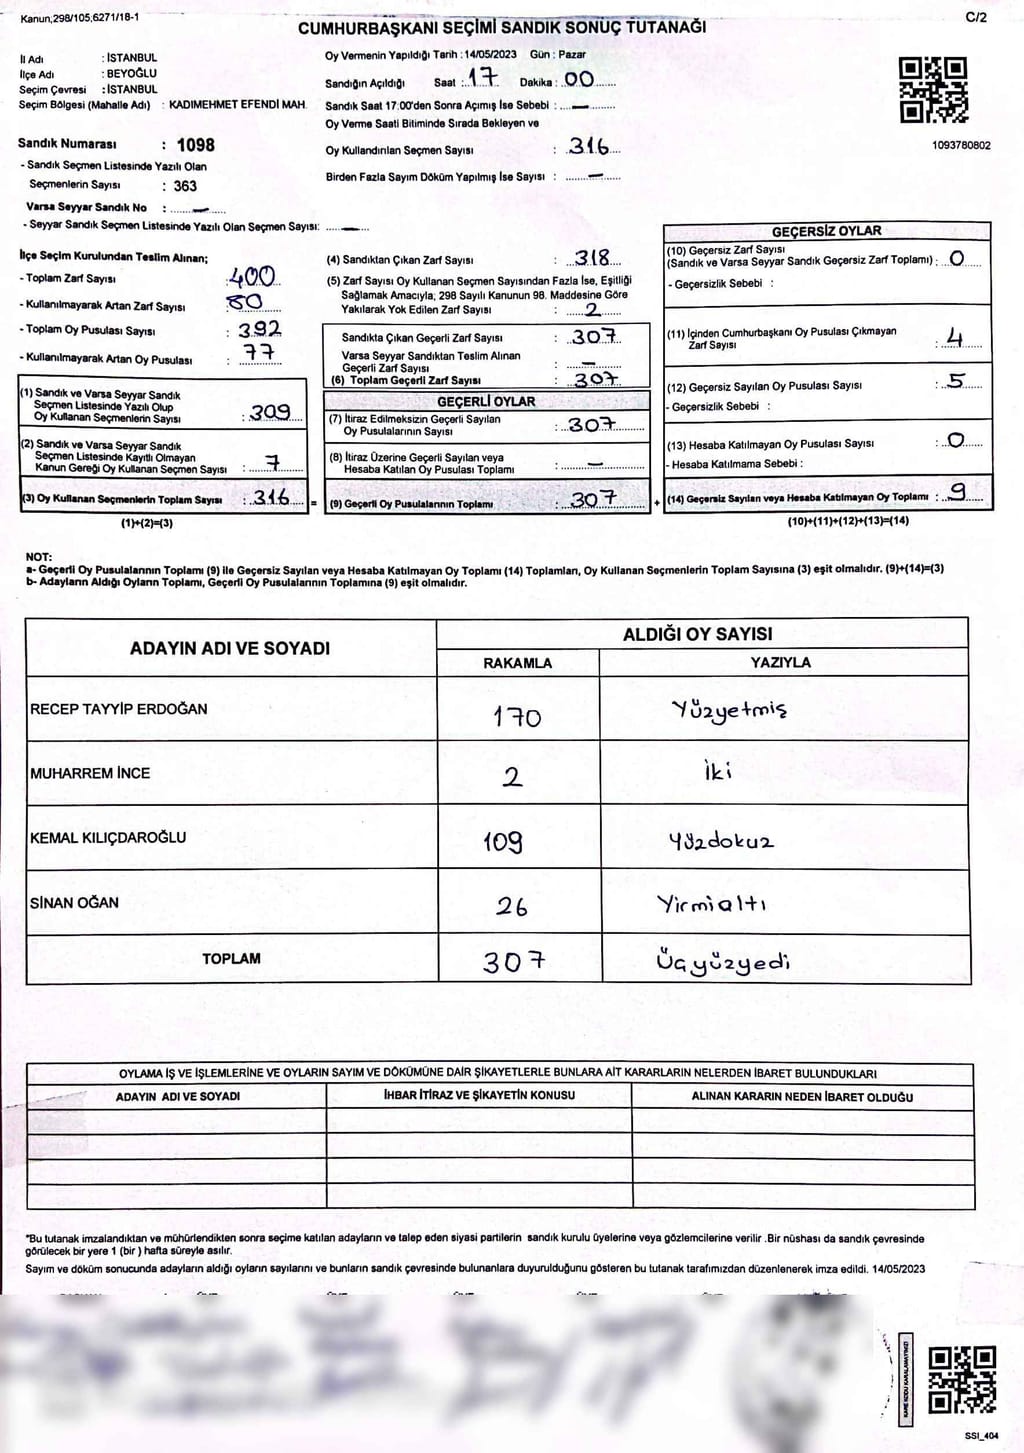 Kanun;298/105,6271/18-1
C/2
CUMHURBAŞKANI SEÇİMİ SANDIK SONUÇ TUTANAĞI
İl Adı : İSTANBUL
İlçe Adı : BEYOĞLU
Seçim Çevresi : İSTANBUL
Seçim Bölgesi (Mahalle Adı) : KADIMEHMET EFENDİ MAH.
Oy Vermenin Yapıldığı Tarih : 14/05/2023 Gün : Pazar
Sandığın Açıldığı Saat : 17 Dakika : 00
Sandık Saat 17:00'den Sonra Açımış İse Sebebi : —
Oy Verme Saati Bitiminde Sırada Bekleyen ve
Oy Kullandırılan Seçmen Sayısı : 316
Birden Fazla Sayım Döküm Yapılmış İse Sayısı : —
1093780802
Sandık Numarası : 1098
- Sandık Seçmen Listesinde Yazılı Olan
Seçmenlerin Sayısı : 363
Varsa Seyyar Sandık No : —
- Seyyar Sandık Seçmen Listesinde Yazılı Olan Seçmen Sayısı: —
İlçe Seçim Kurulundan Teslim Alınan;
- Toplam Zarf Sayısı : 400
- Kullanılmayarak Artan Zarf Sayısı : 80
- Toplam Oy Pusulası Sayısı : 392
- Kullanılmayarak Artan Oy Pusulası : 77
(1) Sandık ve Varsa Seyyar Sandık
Seçmen Listesinde Yazılı Olup
Oy Kullanan Seçmenlerin Sayısı : 309
(2) Sandık ve Varsa Seyyar Sandık
Seçmen Listesinde Kayıtlı Olmayan
Kanun Gereği Oy Kullanan Seçmen Sayısı : 7
(3) Oy Kullanan Seçmenlerin Toplam Sayısı : 316 =
(1)+(2)=(3)
(4) Sandıktan Çıkan Zarf Sayısı : 318
(5) Zarf Sayısı Oy Kullanan Seçmen Sayısından Fazla İse, Eşitliği
Sağlamak Amacıyla; 298 Sayılı Kanunun 98. Maddesine Göre
Yakılarak Yok Edilen Zarf Sayısı : 2
Sandıkta Çıkan Geçerli Zarf Sayısı : 307
Varsa Seyyar Sandıktan Teslim Alınan
Geçerli Zarf Sayısı : —
(6) Toplam Geçerli Zarf Sayısı : 307
GEÇERLİ OYLAR
(7) İtiraz Edilmeksizin Geçerli Sayılan
Oy Pusulalarının Sayısı : 307
(8) İtiraz Üzerine Geçerli Sayılan veya
Hesaba Katılan Oy Pusulası Toplamı : —
(9) Geçerli Oy Pusulalarının Toplamı : 307 +
GEÇERSİZ OYLAR
(10) Geçersiz Zarf Sayısı
(Sandık ve Varsa Seyyar Sandık Geçersiz Zarf Toplamı) : 0
- Geçersizlik Sebebi :
(11) İçinden Cumhurbaşkanı Oy Pusulası Çıkmayan
Zarf Sayısı : 4
(12) Geçersiz Sayılan Oy Pusulası Sayısı : 5
- Geçersizlik Sebebi :
(13) Hesaba Katılmayan Oy Pusulası Sayısı : 0
- Hesaba Katılmama Sebebi :
(14) Geçersiz Sayılan veya Hesaba Katılmayan Oy Toplamı : 9
(10)+(11)+(12)+(13)=(14)
NOT:
a- Geçerli Oy Pusulalarının Toplamı (9) ile Geçersiz Sayılan veya Hesaba Katılmayan Oy Toplamı (14) Toplamları, Oy Kullanan Seçmenlerin Toplam Sayısına (3) eşit olmalıdır. (9)+(14)=(3)
b- Adayların Aldığı Oyların Toplamı, Geçerli Oy Pusulalarının Toplamına (9) eşit olmalıdır.
ADAYIN ADI VE SOYADI
ALDIĞI OY SAYISI
RAKAMLA YAZIYLA
RECEP TAYYİP ERDOĞAN 170 Yüzyetmiş
MUHARREM İNCE 2 İki
KEMAL KILIÇDAROĞLU 109 Yüzdokuz
SİNAN OĞAN 26 Yirmialtı
TOPLAM 307 Üçyüzyedi
OYLAMA İŞ VE İŞLEMLERİNE VE OYLARIN SAYIM VE DÖKÜMÜNE DAİR ŞİKAYETLERLE BUNLARA AİT KARARLARIN NELERDEN İBARET BULUNDUKLARI
ADAYIN ADI VE SOYADI İHBAR İTİRAZ VE ŞİKAYETİN KONUSU ALINAN KARARIN NEDEN İBARET OLDUĞU
*Bu tutanak imzalandıktan ve mühürlendikten sonra seçime katılan adayların ve talep eden siyasi partilerin sandık kurulu üyelerine veya gözlemcilerine verilir .Bir nüshası da sandık çevresinde
görülecek bir yere 1 (bir ) hafta süreyle asılır.
Sayım ve döküm sonucunda adayların aldığı oyların sayılarını ve bunların sandık çevresinde bulunanlara duyurulduğunu gösteren bu tutanak tarafımızdan düzenlenerek imza edildi. 14/05/2023
KARE KODU KARALAMAYINIZ!
SSI_404